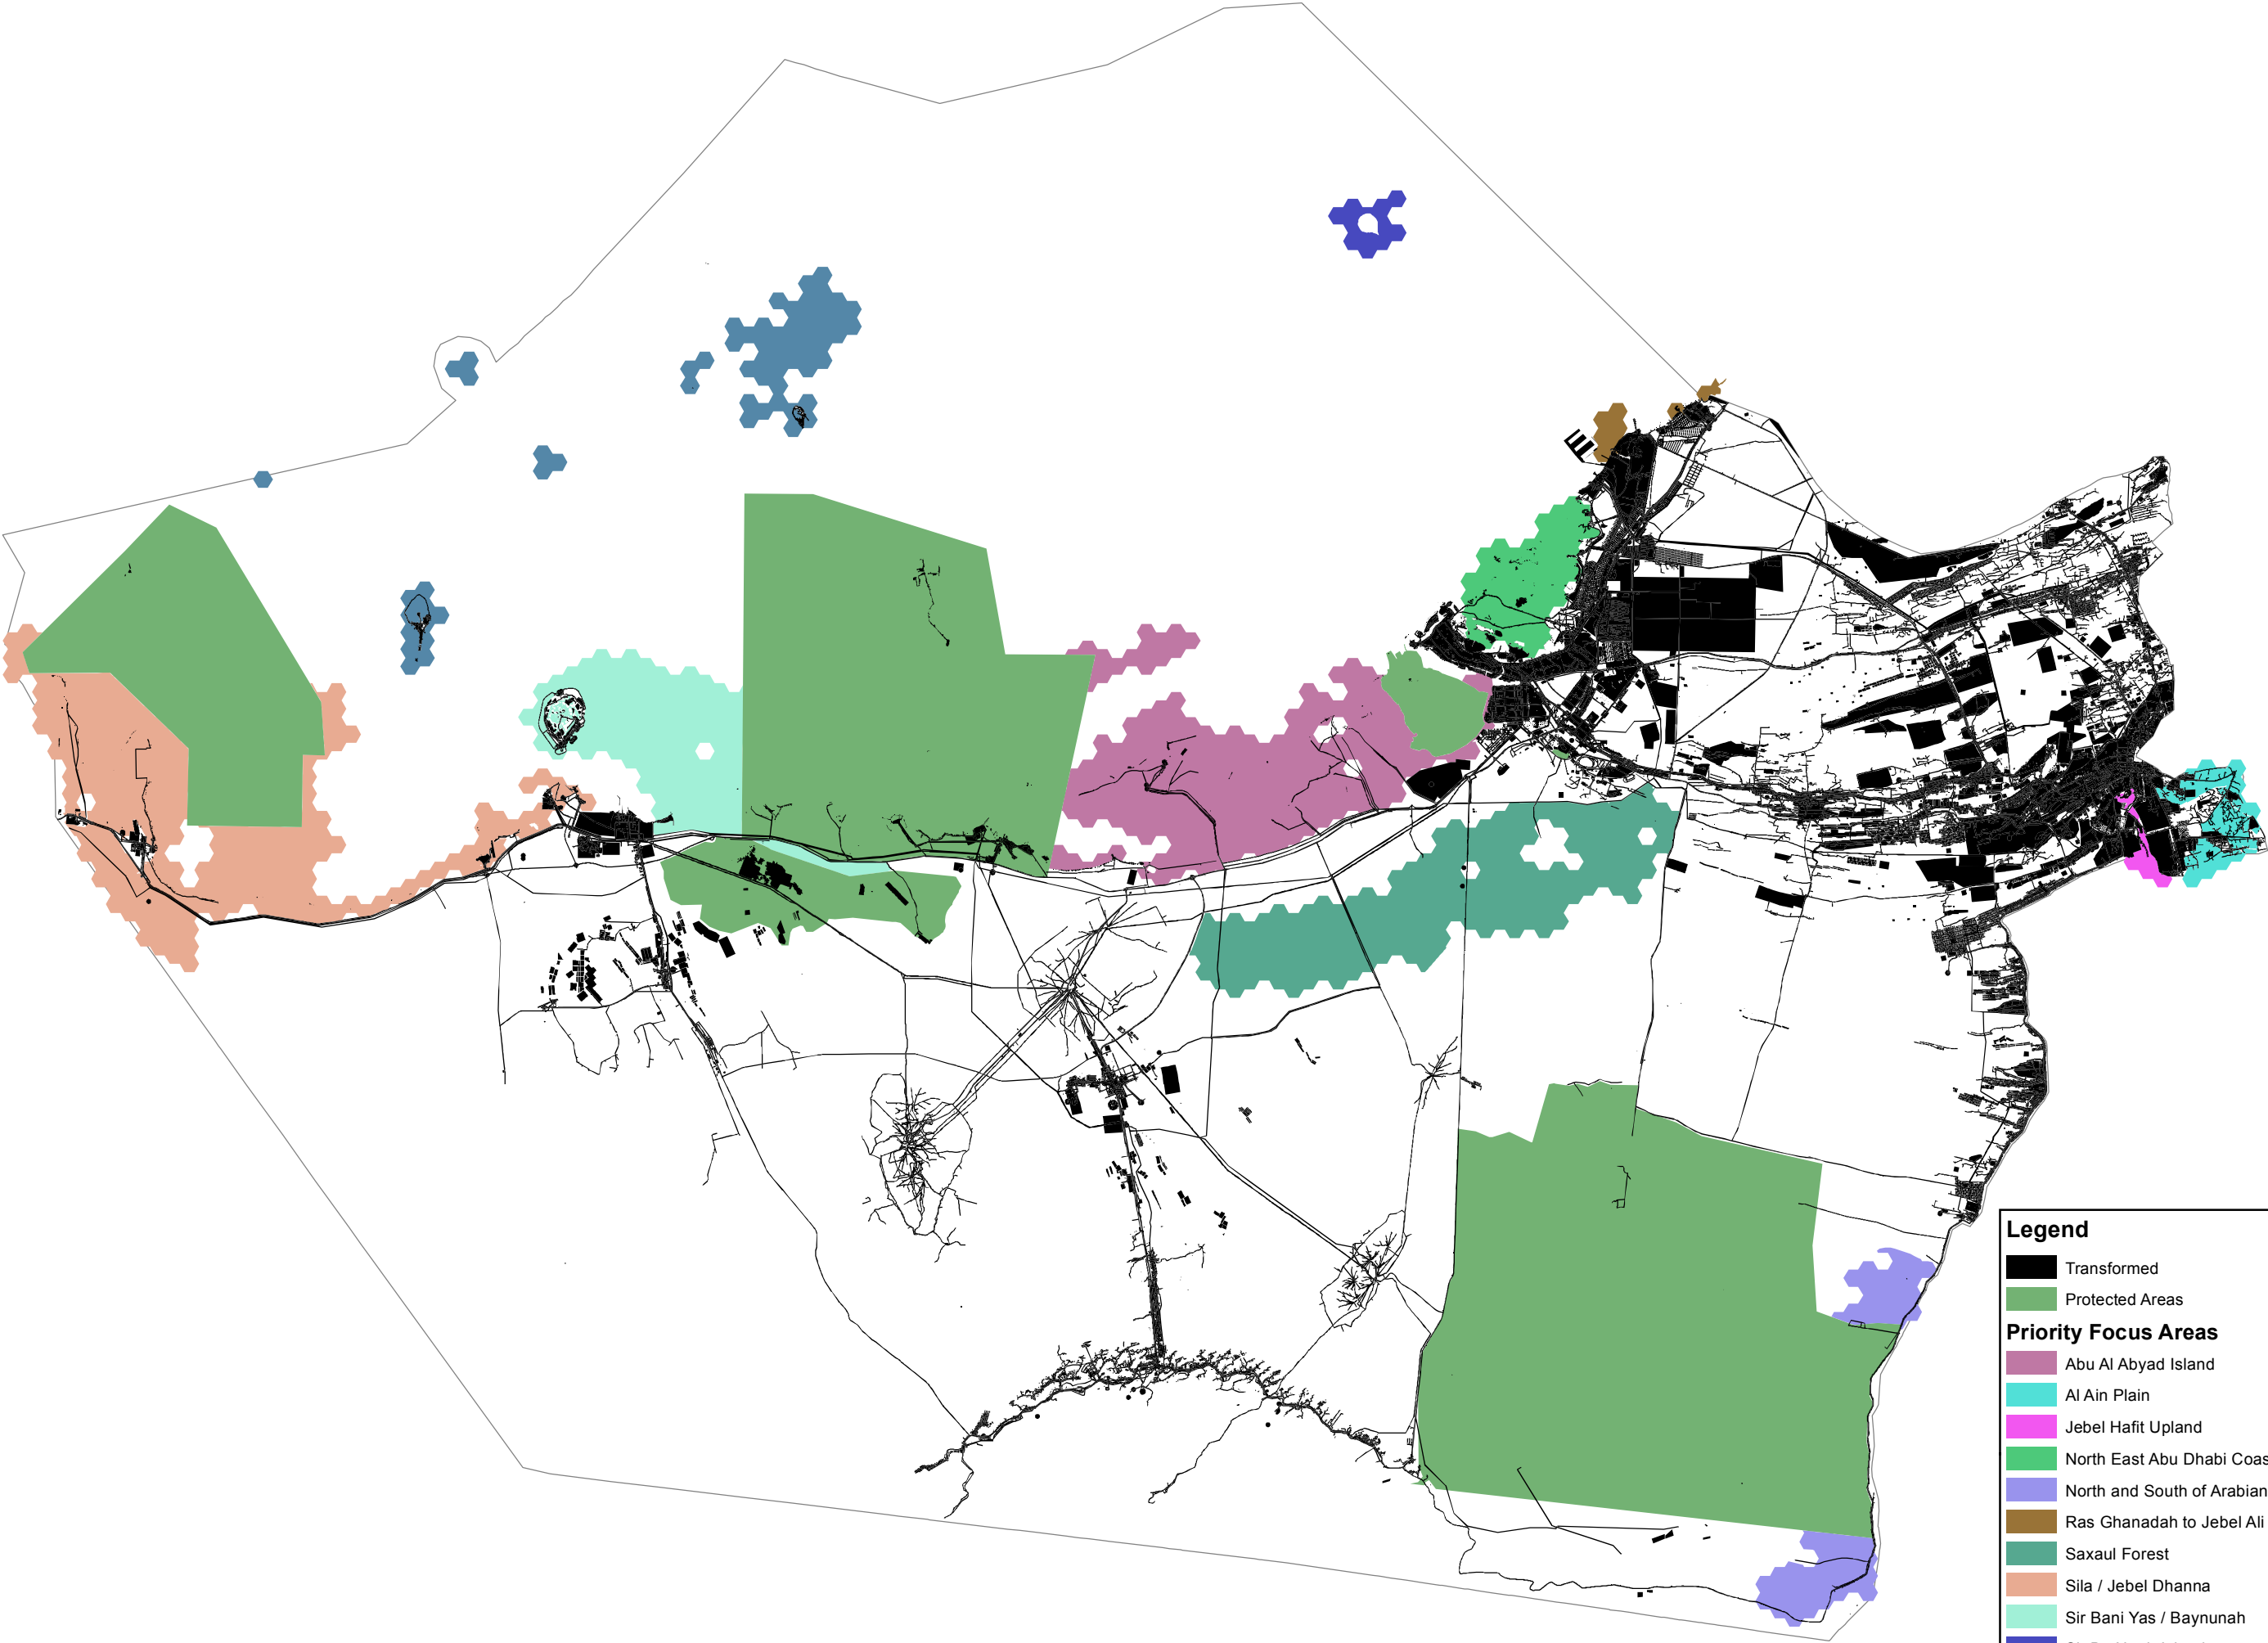 Legend
Transformed
Protected Areas
Priority Focus Areas
Abu Al Abyad Island
Al Ain Plain
Jebel Hafit Upland
North East Abu Dhabi Coas
North and South of Arabian
Ras Ghanadah to Jebel Ali
Saxaul Forest
Sila / Jebel Dhanna
Sir Bani Yas / Baynunah